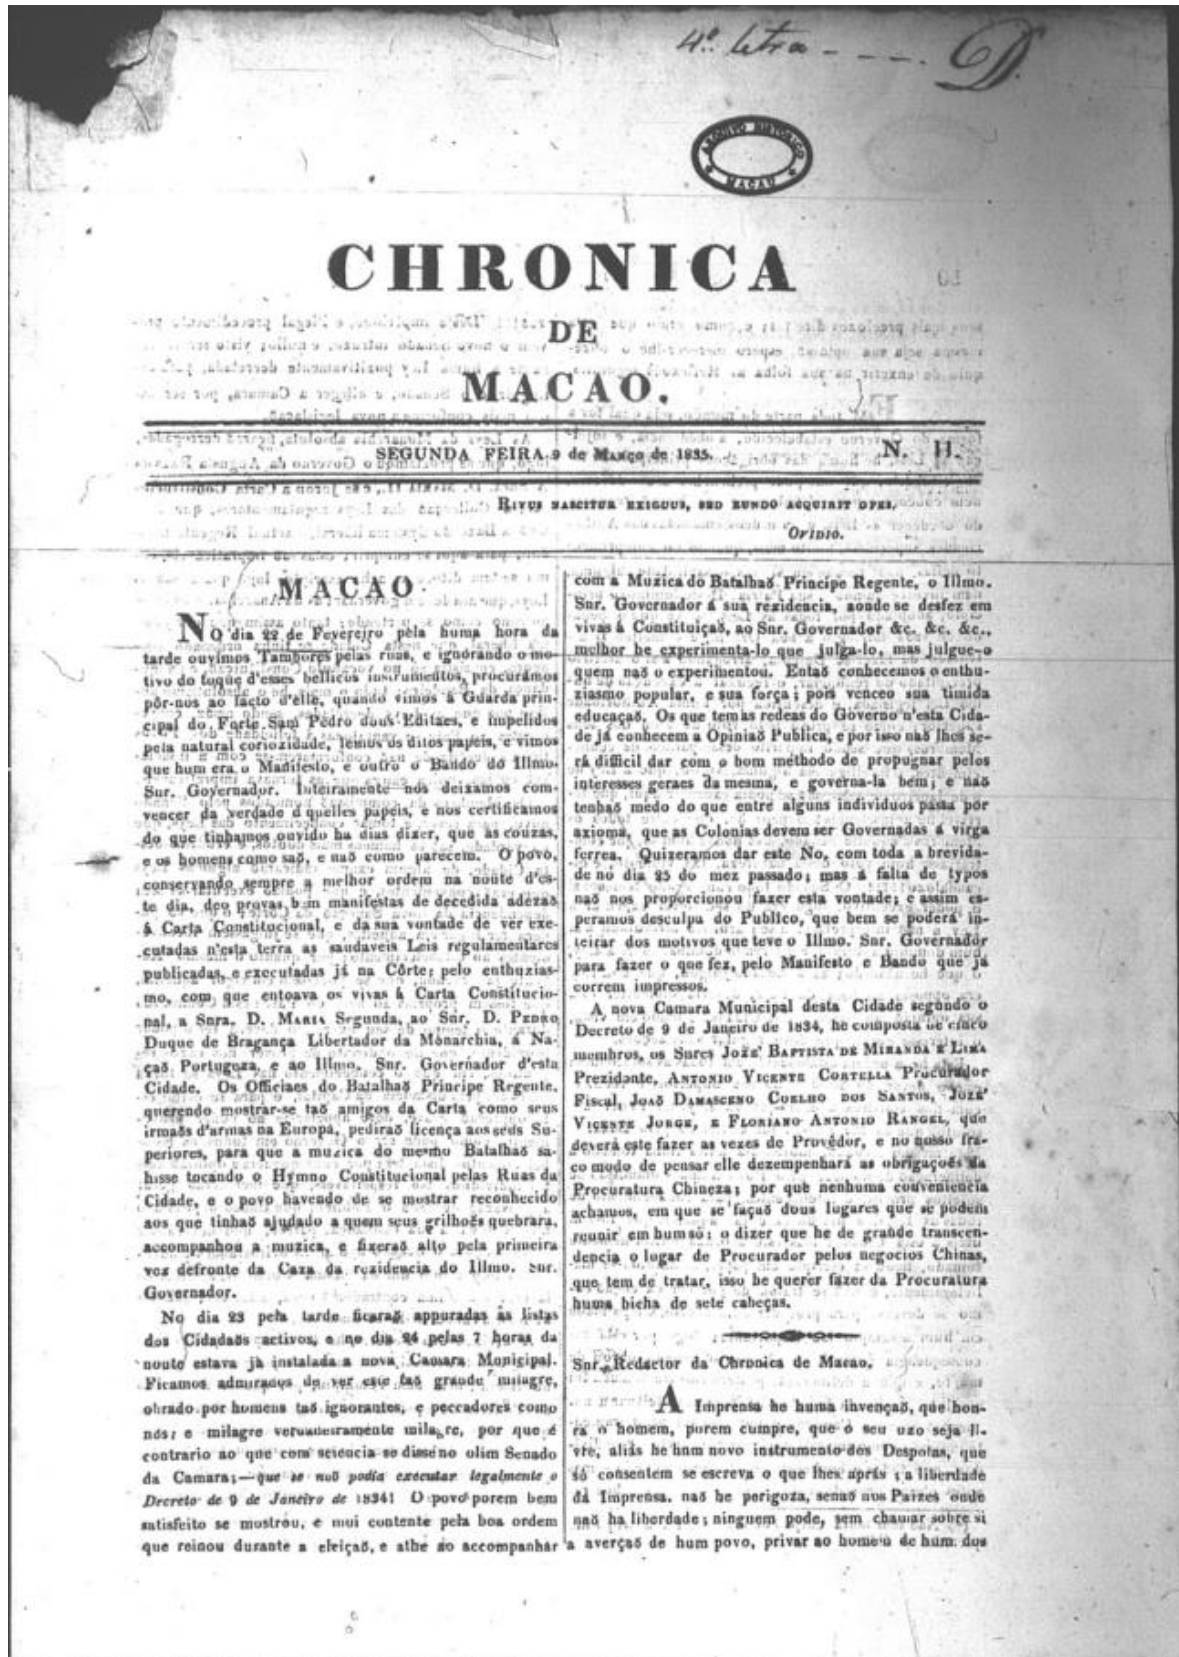 4ª letra - - - - D.
ARQUIVO HISTORICO
MACAU
CHRONICA
DE
MACAO.
SEGUNDA FEIRA 9 de Março de 1835. N. 11.
Rivus nascitur exiguus, sed eundo acquirit opes.
Ovidio.
MACAO
No dia 22 de Fevereiro pela huma hora da
tarde ouvimos Tambores pelas ruas, e ignorando o mo-
tivo do toque d'esses bellicos instrumentos, procurámos
pôr-nos ao facto d'elle, quando vimos á Guarda prin-
cipal do Forte Sam Pedro dous Editaes, e impelidos
pela natural coriozidade, lemos os ditos papeis, e vimos
que hum era o Manifesto, e outro o Bando do Illmo.
Snr. Governador. Inteiramente nos deixamos com-
vencer da verdade d'quelles papeis, e nos certificamos
do que tinhamos ouvido ha dias dizer, que as couzas,
e os homens como saõ, e naõ como parecem. O povo,
conservando sempre a melhor ordem na noute d'es-
te dia, deo provas bem manifestas de decedida adezaõ
á Carta Constitucional, e da sua vontade de ver exe-
cutadas n'esta terra as saudaveis Leis regulamentares
publicadas, e executadas já na Côrte; pelo enthuzias-
mo, com que entoava os vivas á Carta Constitucio-
nal, a Snra. D. Maria Segunda, ao Snr. D. Pedro
Duque de Bragança Libertador da Monarchia, á Na-
çaõ Portugeza, e ao Illmo. Snr. Governador d'esta
Cidade. Os Officiaes do Batalhaõ Principe Regente,
querendo mostrar-se taõ amigos da Carta como seus
irmaõs d'armas na Europa, pediraõ licença aos seus Su-
periores, para que a muzica do mesmo Batalhaõ sa-
hisse tocando o Hymno Constitucional pelas Ruas da
Cidade, e o povo havendo de se mostrar reconhecido
aos que tinhaõ ajudado a quem seus grilhoẽs quebrara,
accompanhou a muzica, e fizeraõ alto pela primeira
vez defronte da Caza da rezidencia do Illmo. Snr.
Governador.
No dia 23 pela tarde ficaraõ appuradas as listas
dos Cidadaõs activos, e no dia 24 pelas 7 horas da
noute estava já instalada a nova Camara Monicipal.
Ficamos admirados de ver este taõ grande milagre,
obrado por homens taõ ignorantes, e peccadores como
nós; e milagre verdadeiramente milagre, por que é
contrario ao que com sciencia se disse no olim Senado
da Camara;—que se naõ podia executar legalmente o
Decreto de 9 de Janeiro de 1834! O povo porem bem
satisfeito se mostrou, e mui contente pela boa ordem
que reinou durante a eleiçaõ, e athe ao accompanhar
com a Muzica do Batalhaõ Principe Regente, o Illmo.
Snr. Governador á sua rezidencia, aonde se desfez em
vivas á Constituiçaõ, ao Snr. Governador &c. &c. &c.,
melhor he experimenta-lo que julga-lo, mas julgue-o
quem naõ o experimentou. Entaõ conhecemos o enthu-
ziasmo popular, e sua força; pois venceo sua timida
educaçaõ. Os que tem as redeas do Governo n'esta Cida-
de já conhecem a Opiniaõ Publica, e por isso naõ lhes se-
rá difficil dar com o bom méthodo de propugnar pelos
interesses geraes da mesma, e governa-la bem; e naõ
tenhaõ medo do que entre alguns individuos passa por
axioma, que as Colonias devem ser Governadas á virga
ferrea. Quizeramos dar este No, com toda a brevida-
de no dia 25 do mez passado; mas á falta de typos
naõ nos proporcionou fazer esta vontade; e assim es-
peramos desculpa do Publico, que bem se poderá in-
teirar dos motivos que teve o Illmo. Snr. Governador
para fazer o que fez, pelo Manifesto e Bando que já
correm impressos.
A nova Camara Municipal desta Cidade segundo o
Decreto de 9 de Janeiro de 1834, he composta de cinco
membros, os Snres Joze' Baptista de Miranda e Lima
Prezidante, Antonio Vicente Cortella Procurador
Fiscal, Joaõ Damasceno Coelho dos Santos, Joze'
Vicente Jorge, e Floriano Antonio Rangel, que
deverá este fazer as vezes de Provêdor, e no nosso fra-
co modo de pensar elle dezempenhará as obrigaçoẽs da
Procuratura Chineza; por que nenhuma conveniencia
achamos, em que se façaõ dous lugares que se podem
reunir em hum só; o dizer que he de grande transcen-
dencia o lugar de Procurador pelos negocios Chinas,
que tem de tratar, isso he querer fazer da Procuratura
huma bicha de sete cabeças.
Snr. Redactor da Chronica de Macao.
A Imprensa he huma invençaõ, que hon-
ra o homem, porem cumpre, que o seu uzo seja li-
vre, aliás he hum novo instrumento dos Despotas, que
só consentem se escreva o que lhes apràs; a liberdade
da Imprensa, naõ he perigoza, senaõ nos Paizes onde
naõ ha liberdade; ninguem pode, sem chamar sobre si
a averçaõ de hum povo, privar ao homem de hum dos